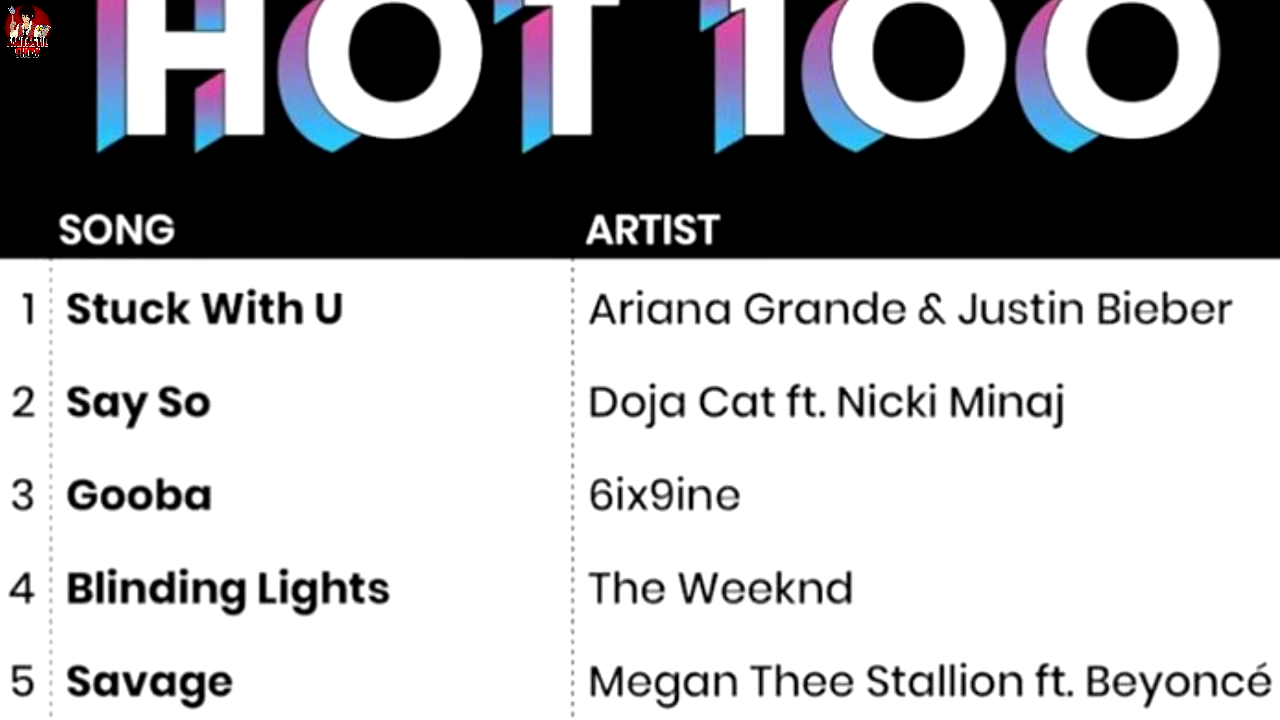 HOT 100
SONG ARTIST
1 Stuck With U Ariana Grande & Justin Bieber
2 Say So Doja Cat ft. Nicki Minaj
3 Gooba 6ix9ine
4 Blinding Lights The Weeknd
5 Savage Megan Thee Stallion ft. Beyoncé